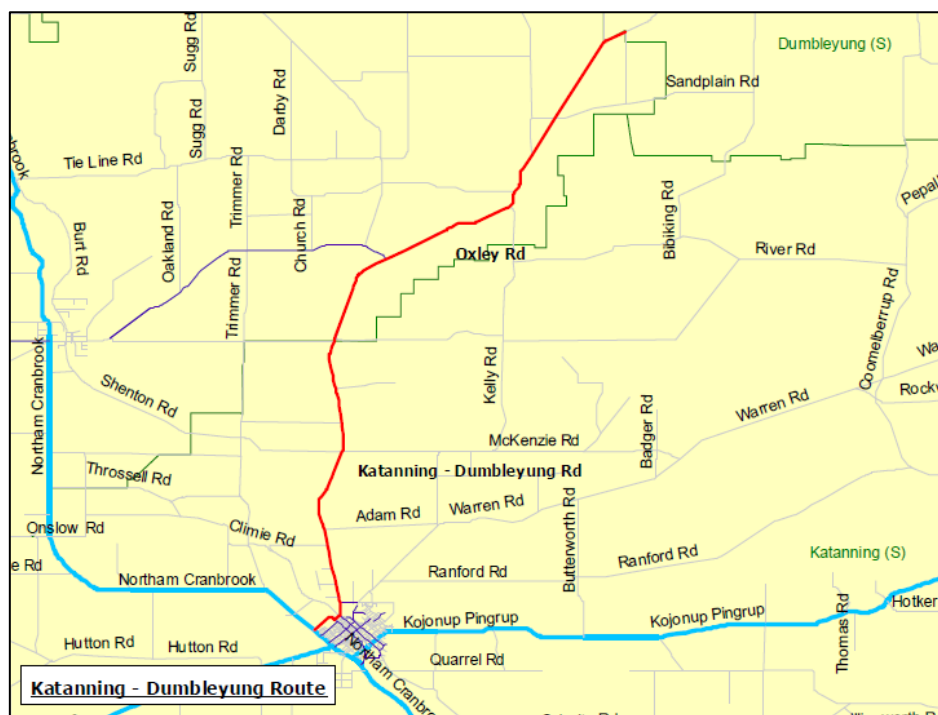 Sugg Rd
Dumbleyung (S)
Darby Rd
Sandplain Rd
Sugg Rd
Tie Line Rd
Trimmer Rd
Burt Rd
Oakland Rd
Church Rd
Bibiking Rd
Oxley Rd
River Rd
Trimmer Rd
Coomelberrup Rd
Northam Cranbrook
Kelly Rd
Shenton Rd
Warren Rd
McKenzie Rd
Badger Rd
Throssell Rd
Katanning - Dumbleyung Rd
Adam Rd
Warren Rd
Onslow Rd
Climie Rd
Butterworth Rd
Ranford Rd
Katanning (S)
Northam Cranbrook
Ranford Rd
Kojonup Pingrup
Kojonup Pingrup
Thomas Rd
Hutton Rd
Hutton Rd
Northam Cranbrook
Quarrel Rd
Katanning - Dumbleyung Route